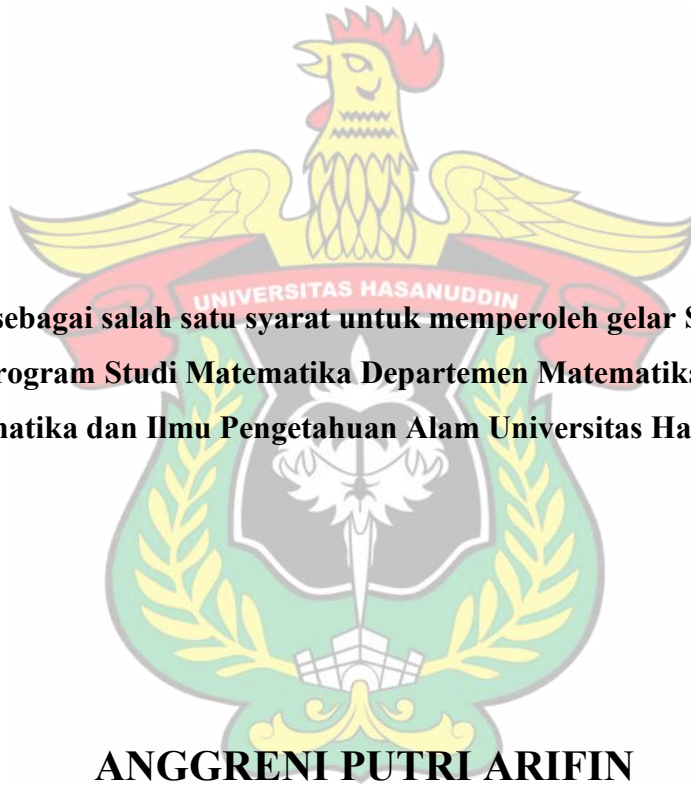 UNIVERSITAS HASANUDDIN
sebagai salah satu syarat untuk memperoleh gelar S
rogram Studi Matematika Departemen Matematika
natika dan Ilmu Pengetahuan Alam Universitas Ha
ANGGRENI PUTRI ARIFIN